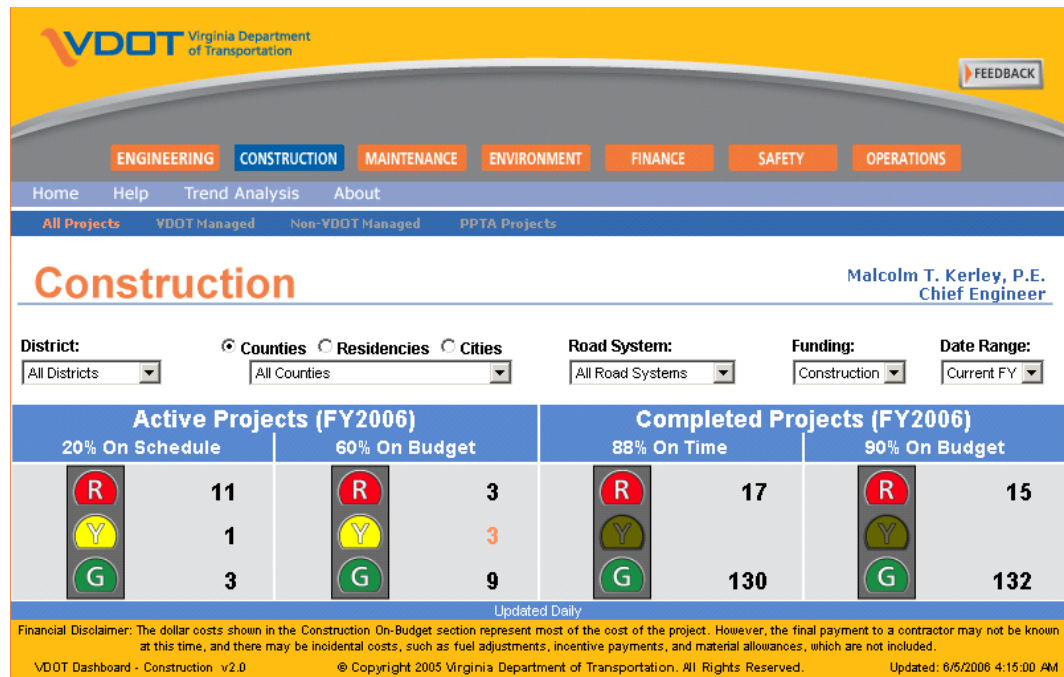 VDOT Virginia Department
of Transportation
FEEDBACK
ENGINEERING CONSTRUCTION MAINTENANCE ENVIRONMENT FINANCE SAFETY OPERATIONS
Home Help Trend Analysis About
All Projects VDOT Managed Non-VDOT Managed PPTA Projects
Construction
Malcolm T. Kerley, P.E.
Chief Engineer
District: Counties Residencies Cities Road System: Funding: Date Range:
All Districts All Counties All Road Systems Construction Current FY
Active Projects (FY2006) Completed Projects (FY2006)
20% On Schedule 60% On Budget 88% On Time 90% On Budget
R 11 R 3 R 17 R 15
Y 1 Y 3 Y Y
G 3 G 9 G 130 G 132
Updated Daily
Financial Disclaimer: The dollar costs shown in the Construction On-Budget section represent most of the cost of the project. However, the final payment to a contractor may not be known
at this time, and there may be incidental costs, such as fuel adjustments, incentive payments, and material allowances, which are not included.
VDOT Dashboard - Construction v2.0 © Copyright 2005 Virginia Department of Transportation. All Rights Reserved. Updated: 6/5/2006 4:15:00 AM